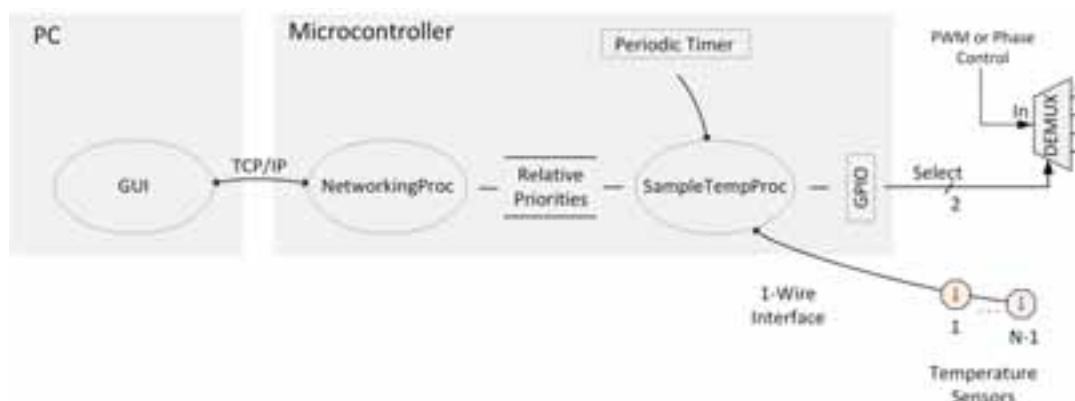 PC
Microcontroller
Periodic Timer
PWM or Phase
Control
In
DEMUX
GUI
TCP/IP
NetworkingProc
Relative
Priorities
SampleTempProc
GPIO
Select
2
1-Wire
Interface
1
N-1
Temperature
Sensors